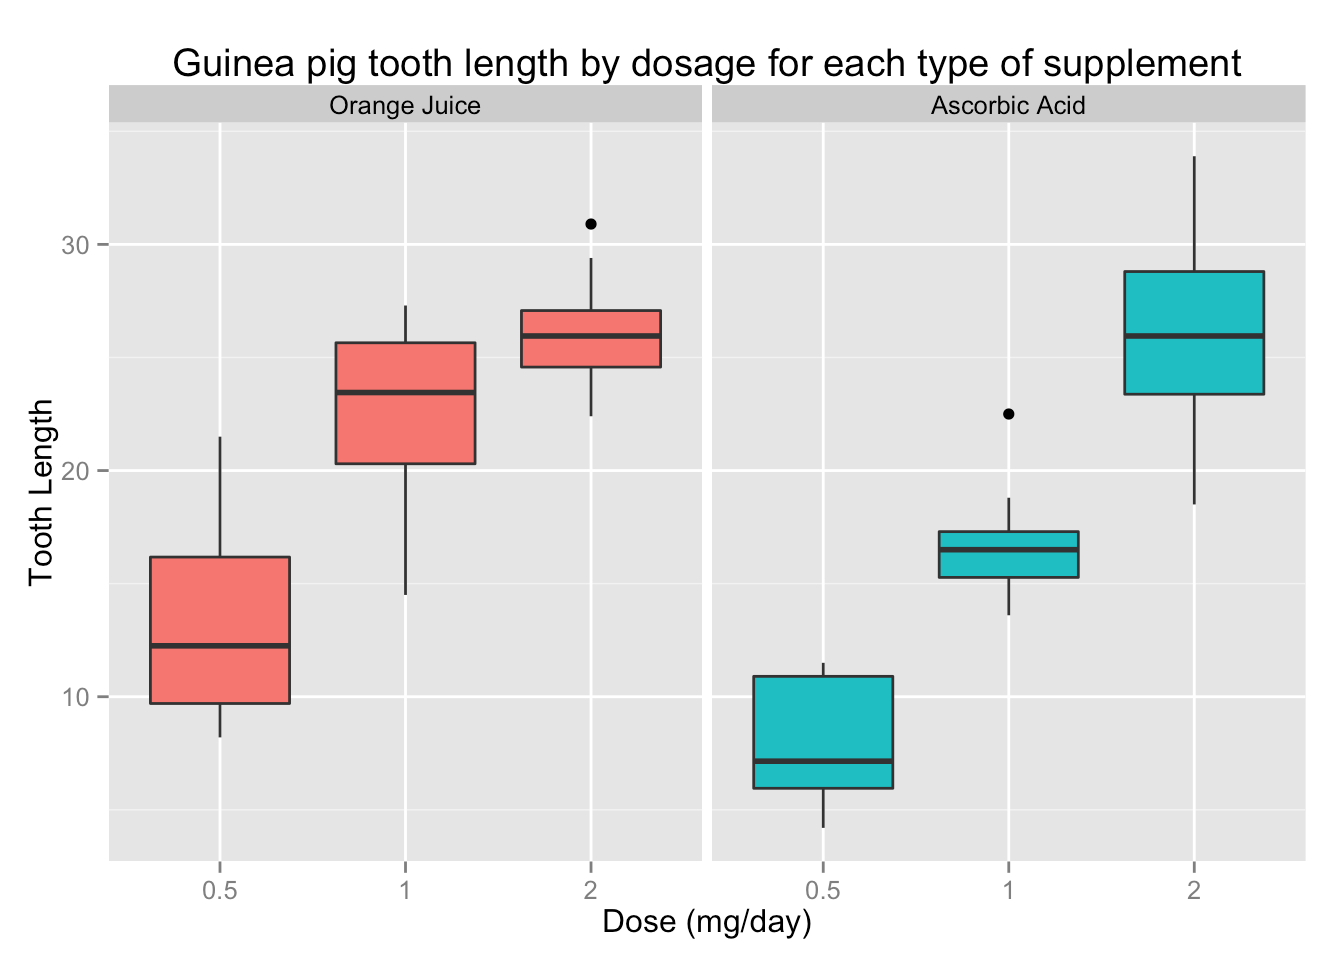 Guinea pig tooth length by dosage for each type of supplement
Orange Juice
Ascorbic Acid
Tooth Length
30
20
10
0.5 1 2 0.5 1 2
Dose (mg/day)